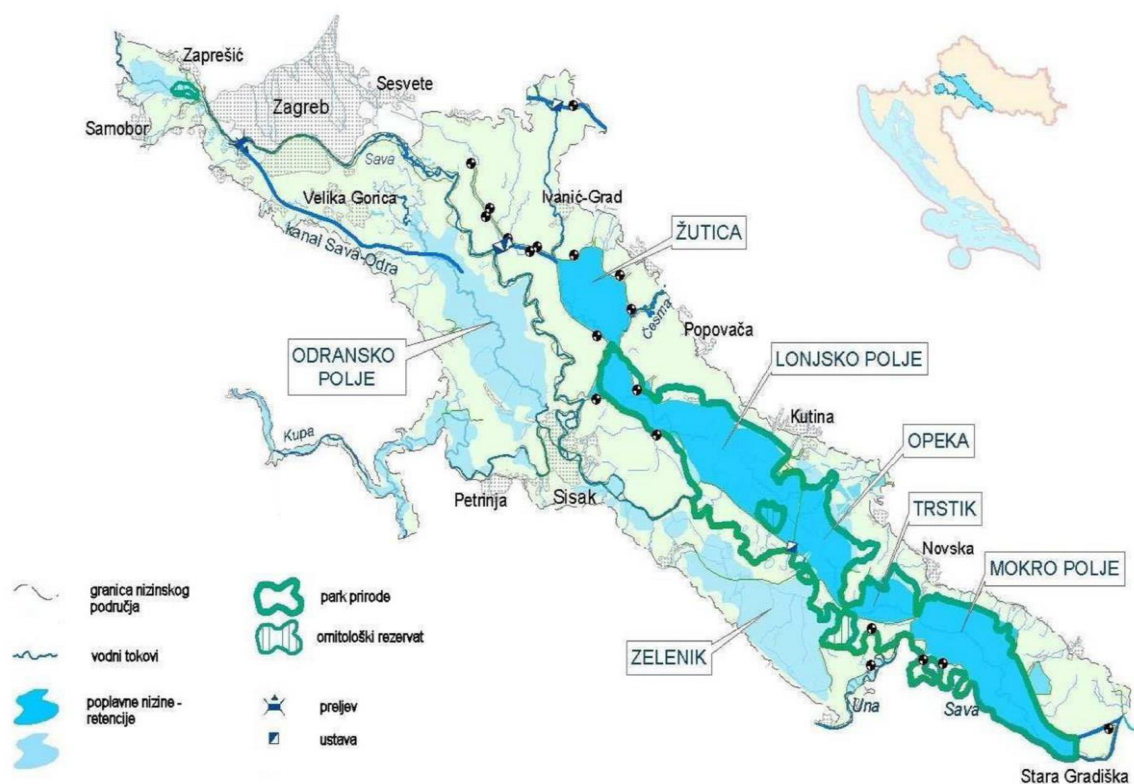 Zaprešić
Sesvete
Zagreb
Samobor
Sava
Ivanić-Grad
Velika Gorica
kanal Sava-Odra
ŽUTICA
Česma
Popovača
ODRANSKO
POLJE
LONJSKO POLJE
Kutina
OPEKA
Kupa
TRSTIK
Petrinja
Sisak
Novska
MOKRO POLJE
ZELENIK
Una
Sava
Stara Gradiška
granica nizinskog
područja
vodni tokovi
poplavne nizine -
retencije
park prirode
ornitološki rezervat
preljev
ustava